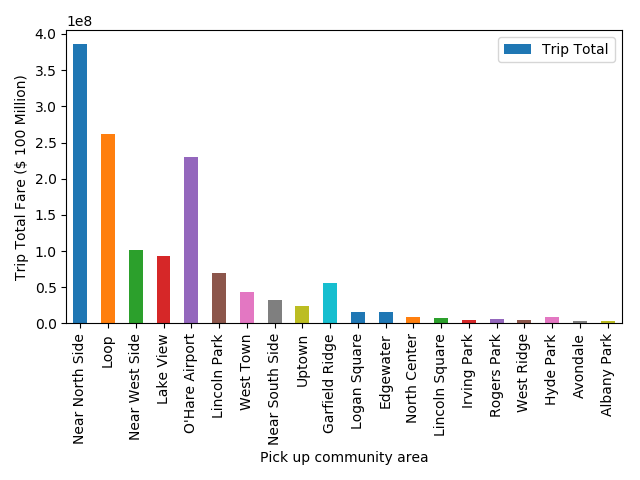 1e8
4.0
3.5
3.0
2.5
2.0
1.5
1.0
0.5
0.0
Trip Total Fare ($ 100 Million)
Trip Total
Near North Side
Loop
Near West Side
Lake View
O'Hare Airport
Lincoln Park
West Town
Near South Side
Uptown
Garfield Ridge
Logan Square
Edgewater
North Center
Lincoln Square
Irving Park
Rogers Park
West Ridge
Hyde Park
Avondale
Albany Park
Pick up community area